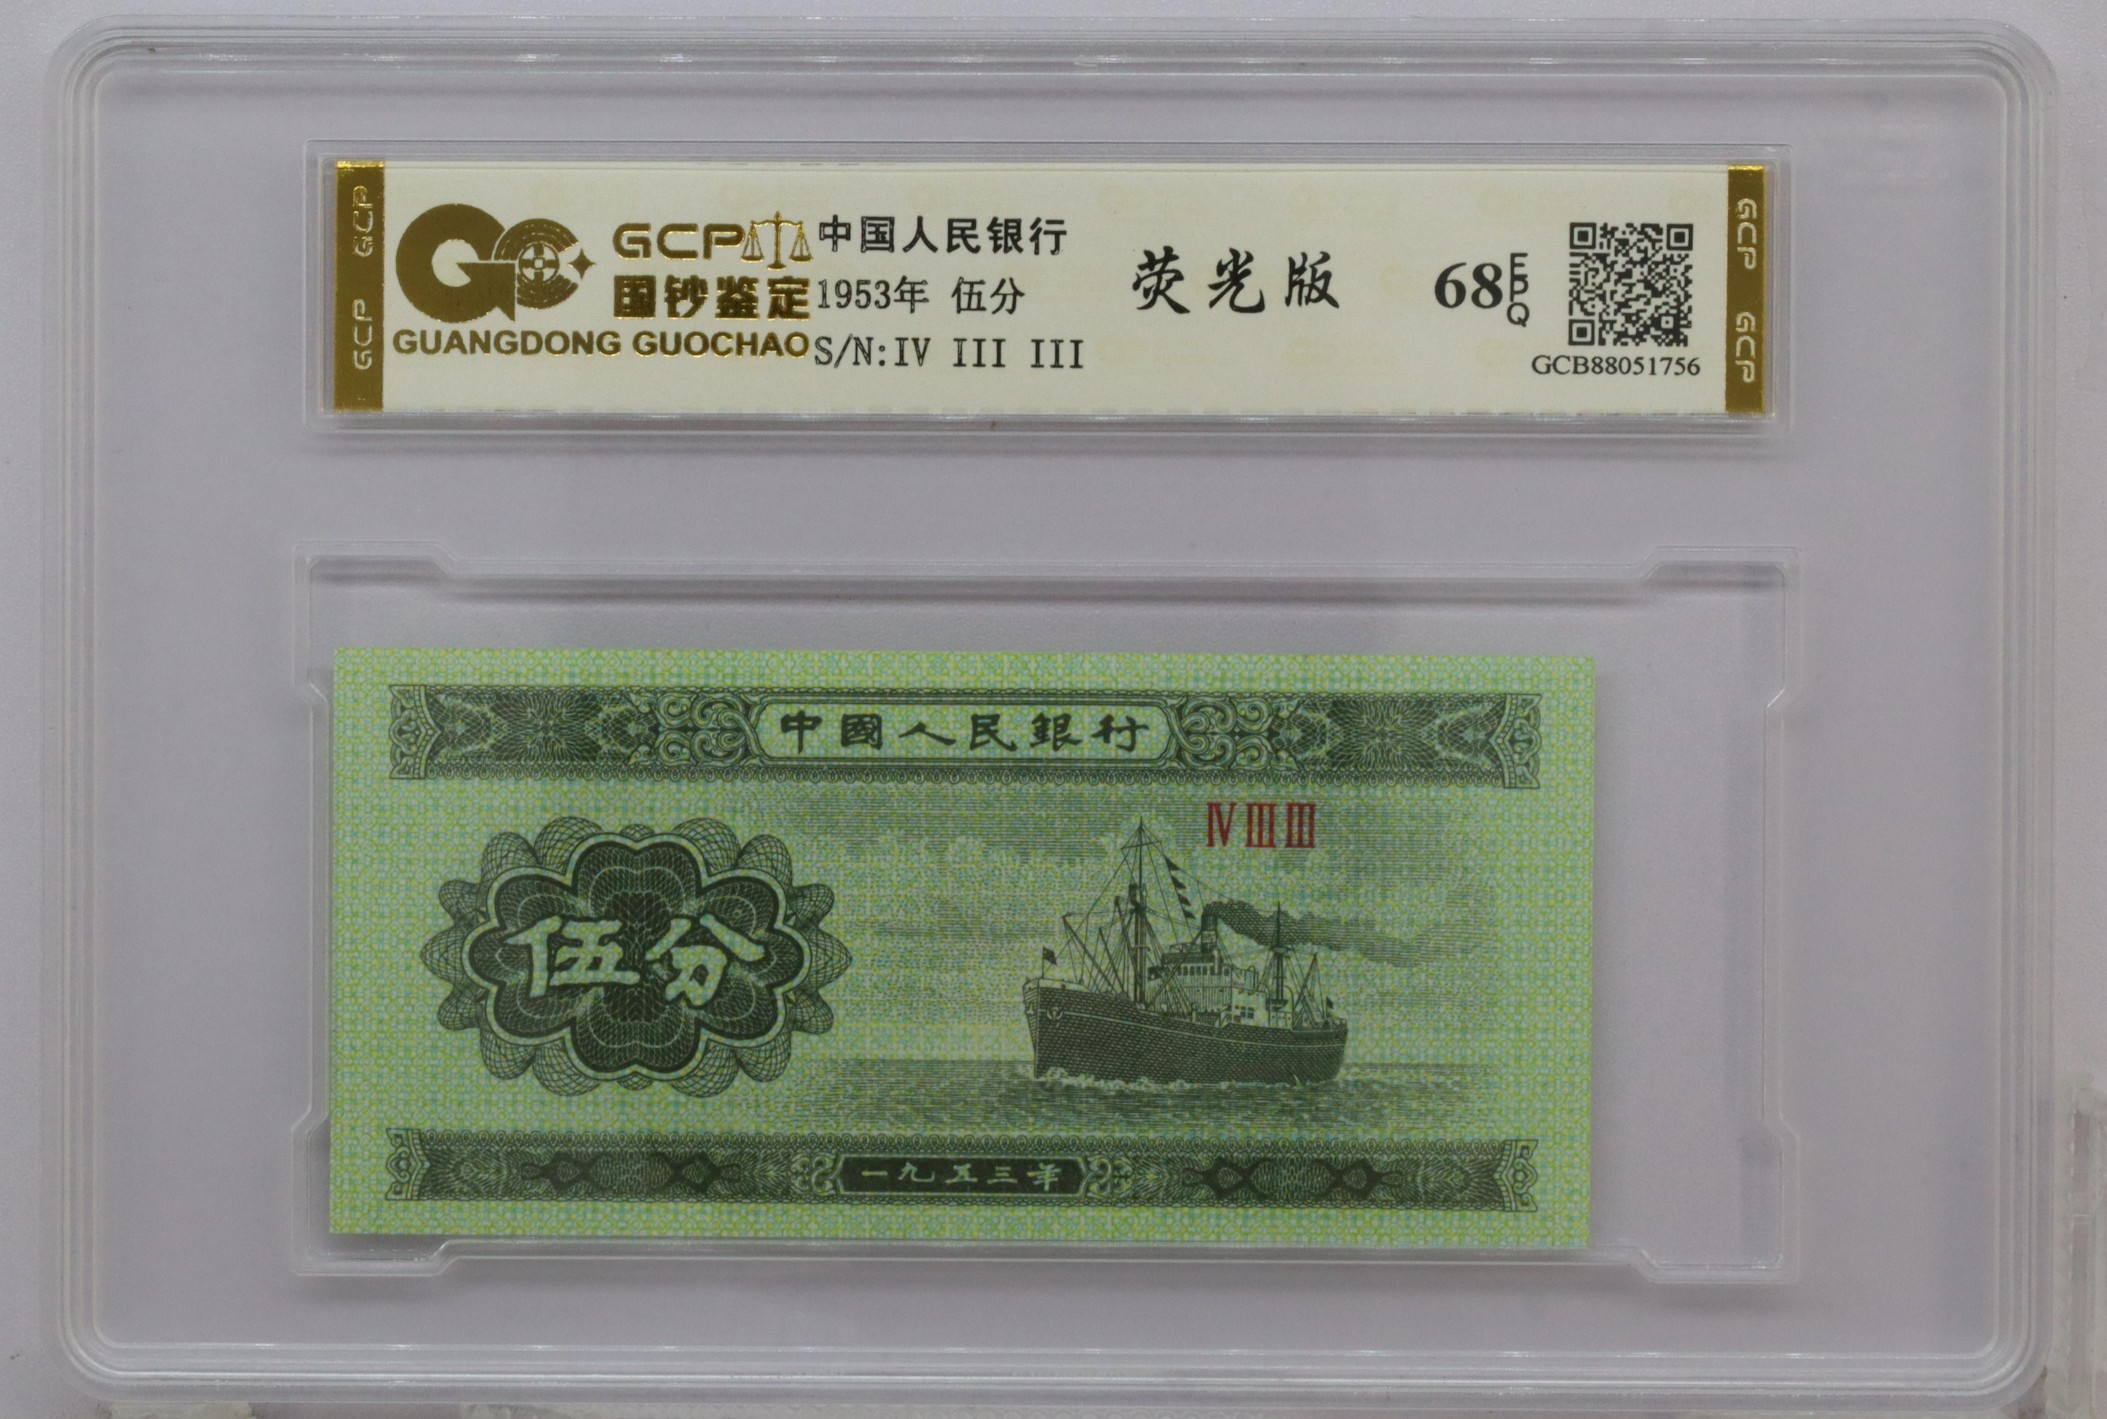 GCP GCP
GCP
国钞鉴定
GUANGDONG GUOCHAO
中国人民银行
1953年 伍分
S/N:IV III III
荧光版
68 EPQ
GCB88051756
GCP GCP
中國人民銀行
IV III III
伍分
一九五三年